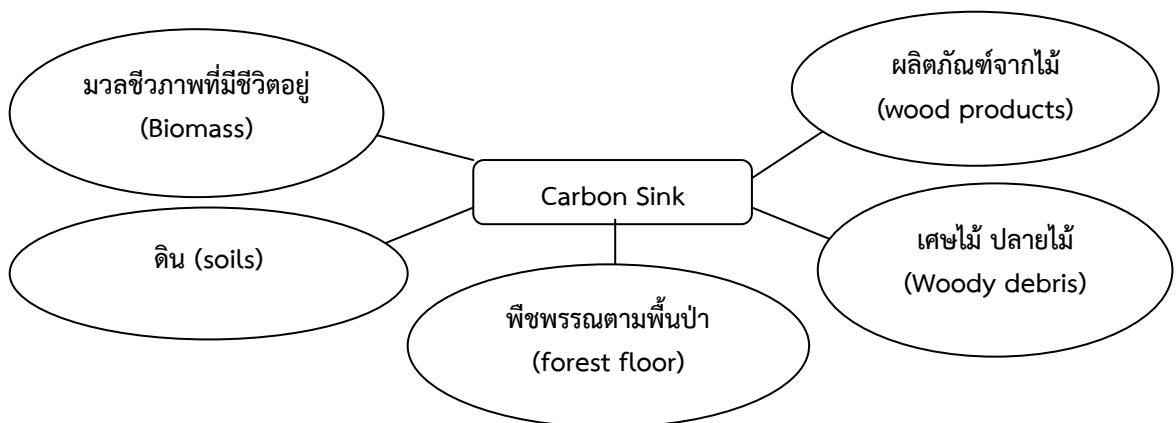 มวลชีวภาพที่มีชีวิตอยู่
(Biomass)
ผลิตภัณฑ์จากไม้
(wood products)
Carbon Sink
ดิน (soils)
เศษไม้ ปลายไม้
(Woody debris)
พืชพรรณตามพื้นป่า
(forest floor)